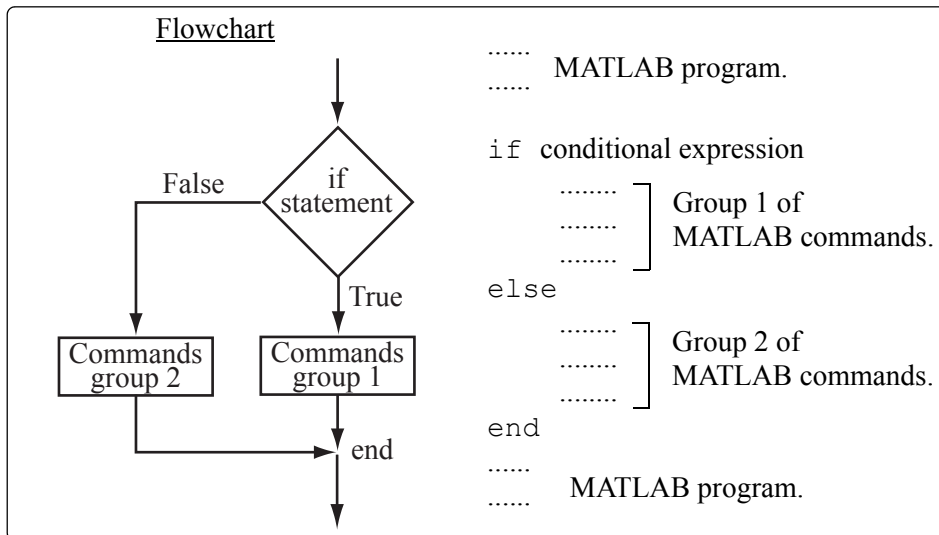 Flowchart
if
statement
False
True
Commands
group 2
Commands
group 1
end
......
...... MATLAB program.
if conditional expression
........
........
........
Group 1 of
MATLAB commands.
else
........
........
........
Group 2 of
MATLAB commands.
end
......
...... MATLAB program.